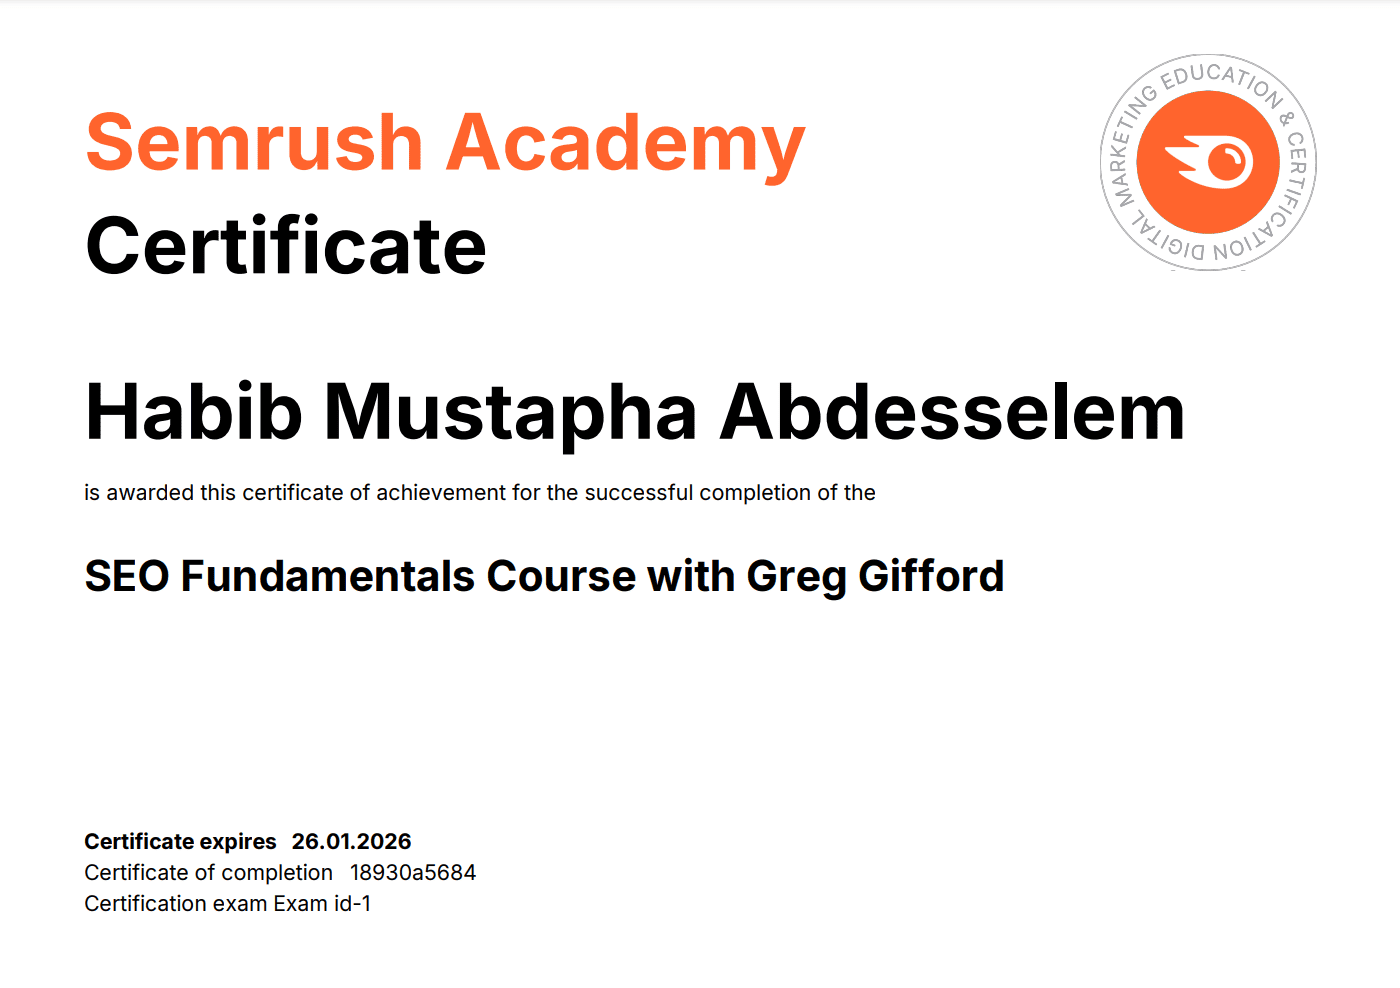 Semrush Academy
Certificate
DIGITAL MARKETING EDUCATION & CERTIFICATION
Habib Mustapha Abdesselem
is awarded this certificate of achievement for the successful completion of the
SEO Fundamentals Course with Greg Gifford
Certificate expires 26.01.2026
Certificate of completion 18930a5684
Certification exam Exam id-1